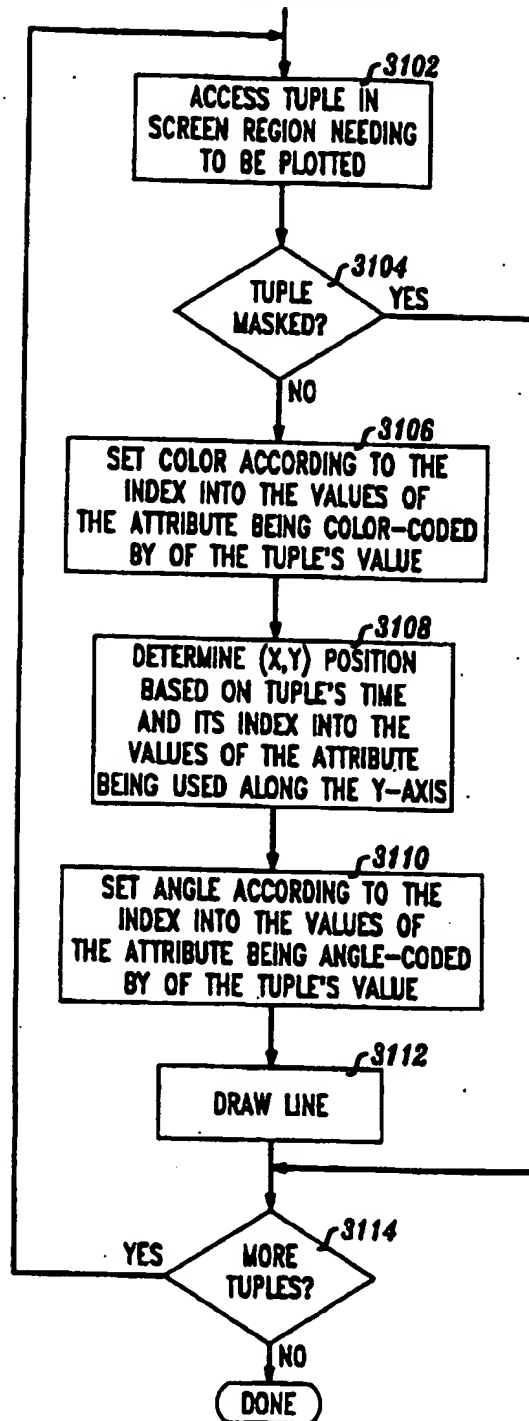 3102
ACCESS TUPLE IN
SCREEN REGION NEEDING
TO BE PLOTTED
3104
TUPLE
MASKED?
YES
NO
3106
SET COLOR ACCORDING TO THE
INDEX INTO THE VALUES OF
THE ATTRIBUTE BEING COLOR-CODED
BY OF THE TUPLE'S VALUE
3108
DETERMINE (X,Y) POSITION
BASED ON TUPLE'S TIME
AND ITS INDEX INTO THE
VALUES OF THE ATTRIBUTE
BEING USED ALONG THE Y-AXIS
3110
SET ANGLE ACCORDING TO THE
INDEX INTO THE VALUES OF
THE ATTRIBUTE BEING ANGLE-CODED
BY OF THE TUPLE'S VALUE
3112
DRAW LINE
3114
YES
MORE
TUPLES?
NO
DONE